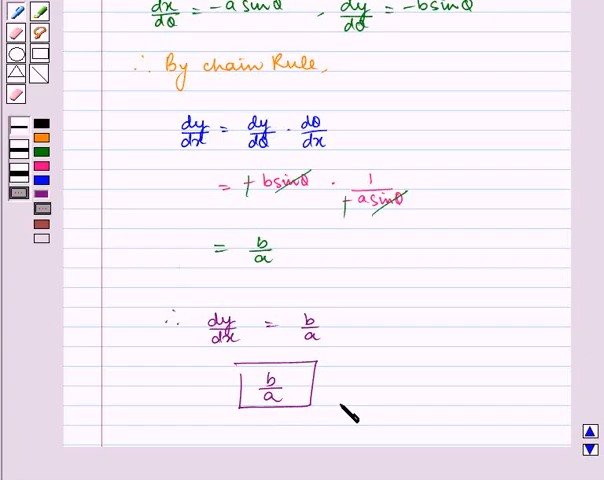 dx/dθ = -a sinθ , dy/dθ = -b sinθ
∴ By chain Rule,
dy/dx = dy/dθ · dθ/dx
= + b sinθ · 1/+ a sinθ
= b/a
∴ dy/dx = b/a
b/a